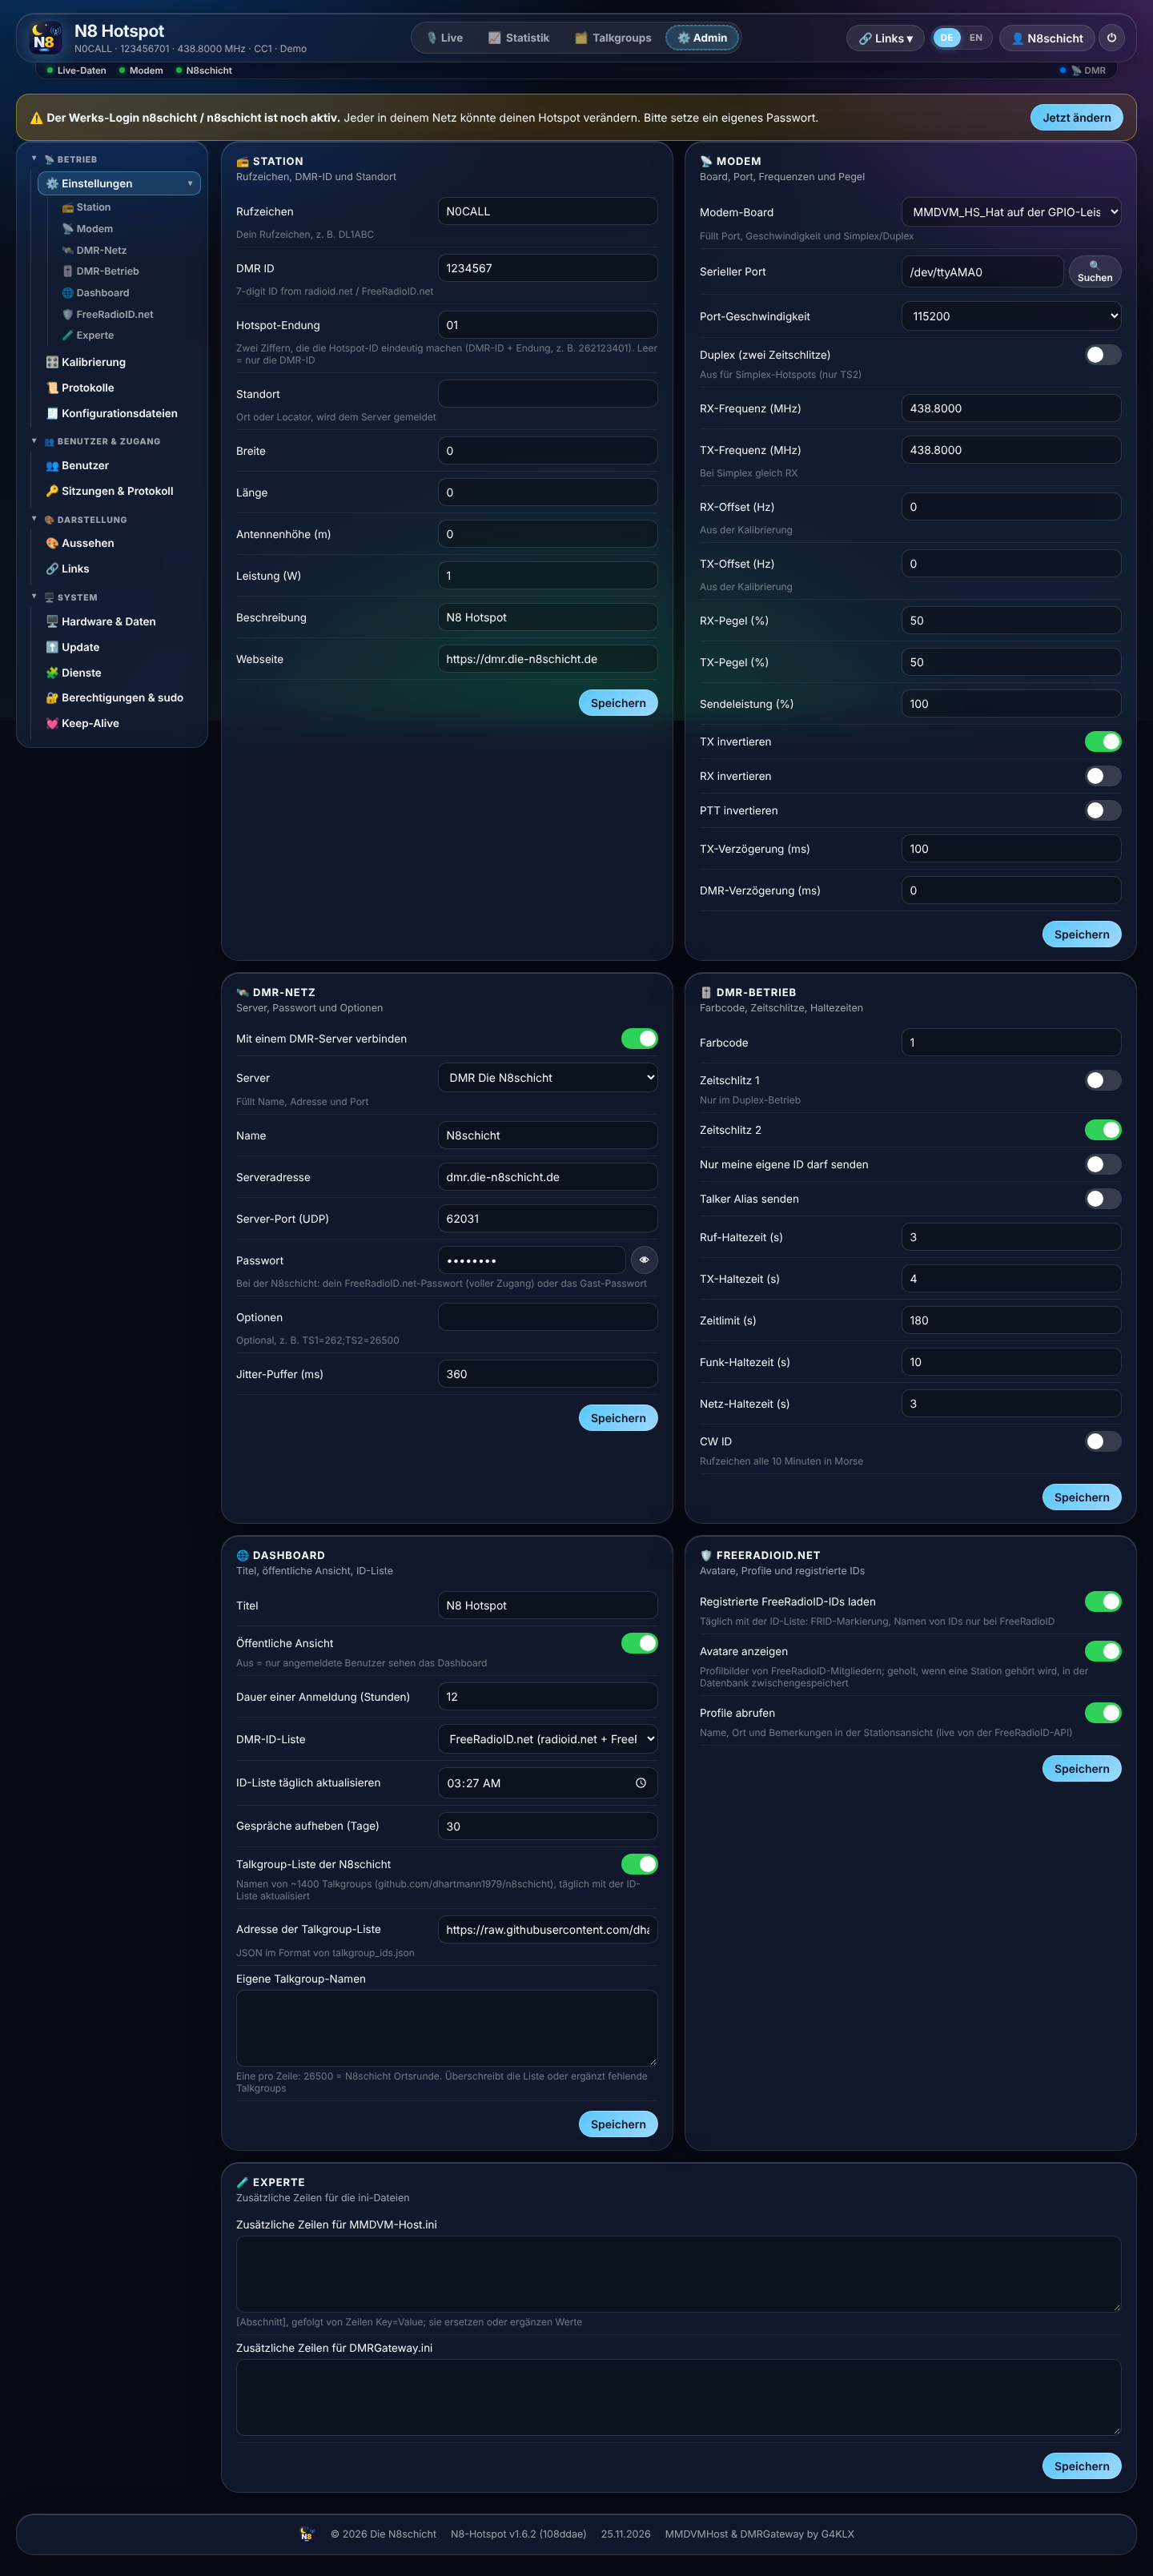 N8 Hotspot
N0CALL · 123456701 · 438.8000 MHz · CC1 · Demo
🎙️ Live
📈 Statistik
🗂️ Talkgroups
⚙️ Admin
🔗 Links ▾
DE
EN
👤 N8schicht
Live-Daten
Modem
N8schicht
📡 DMR
⚠️ Der Werks-Login n8schicht / n8schicht ist noch aktiv. Jeder in deinem Netz könnte deinen Hotspot verändern. Bitte setze ein eigenes Passwort.
Jetzt ändern
📡 BETRIEB
⚙️ Einstellungen
📻 Station
📡 Modem
🛰️ DMR-Netz
🎚️ DMR-Betrieb
🌐 Dashboard
🛡️ FreeRadioID.net
🧪 Experte
🎛️ Kalibrierung
📜 Protokolle
🧾 Konfigurationsdateien
👥 BENUTZER & ZUGANG
👥 Benutzer
🔑 Sitzungen & Protokoll
🎨 DARSTELLUNG
🎨 Aussehen
🔗 Links
🖥️ SYSTEM
🖥️ Hardware & Daten
⬆️ Update
🧩 Dienste
🔐 Berechtigungen & sudo
💓 Keep-Alive
📻 STATION
Rufzeichen, DMR-ID und Standort
Rufzeichen
N0CALL
Dein Rufzeichen, z. B. DL1ABC
DMR ID
1234567
7-digit ID from radioid.net / FreeRadioID.net
Hotspot-Endung
01
Zwei Ziffern, die die Hotspot-ID eindeutig machen (DMR-ID + Endung, z. B. 262123401). Leer
= nur die DMR-ID
Standort
Ort oder Locator, wird dem Server gemeldet
Breite
0
Länge
0
Antennenhöhe (m)
0
Leistung (W)
1
Beschreibung
N8 Hotspot
Webseite
https://dmr.die-n8schicht.de
Speichern
📡 MODEM
Board, Port, Frequenzen und Pegel
Modem-Board
MMDVM_HS_Hat auf der GPIO-Leis
Füllt Port, Geschwindigkeit und Simplex/Duplex
Serieller Port
/dev/ttyAMA0
🔍
Suchen
Port-Geschwindigkeit
115200
Duplex (zwei Zeitschlitze)
Aus für Simplex-Hotspots (nur TS2)
RX-Frequenz (MHz)
438.8000
TX-Frequenz (MHz)
438.8000
Bei Simplex gleich RX
RX-Offset (Hz)
0
Aus der Kalibrierung
TX-Offset (Hz)
0
Aus der Kalibrierung
RX-Pegel (%)
50
TX-Pegel (%)
50
Sendeleistung (%)
100
TX invertieren
RX invertieren
PTT invertieren
TX-Verzögerung (ms)
100
DMR-Verzögerung (ms)
0
Speichern
🛰️ DMR-NETZ
Server, Passwort und Optionen
Mit einem DMR-Server verbinden
Server
DMR Die N8schicht
Füllt Name, Adresse und Port
Name
N8schicht
Serveradresse
dmr.die-n8schicht.de
Server-Port (UDP)
62031
Passwort
••••••••
Bei der N8schicht: dein FreeRadioID.net-Passwort (voller Zugang) oder das Gast-Passwort
Optionen
Optional, z. B. TS1=262;TS2=26500
Jitter-Puffer (ms)
360
Speichern
🎚️ DMR-BETRIEB
Farbcode, Zeitschlitze, Haltezeiten
Farbcode
1
Zeitschlitz 1
Nur im Duplex-Betrieb
Zeitschlitz 2
Nur meine eigene ID darf senden
Talker Alias senden
Ruf-Haltezeit (s)
3
TX-Haltezeit (s)
4
Zeitlimit (s)
180
Funk-Haltezeit (s)
10
Netz-Haltezeit (s)
3
CW ID
Rufzeichen alle 10 Minuten in Morse
Speichern
🌐 DASHBOARD
Titel, öffentliche Ansicht, ID-Liste
Titel
N8 Hotspot
Öffentliche Ansicht
Aus = nur angemeldete Benutzer sehen das Dashboard
Dauer einer Anmeldung (Stunden)
12
DMR-ID-Liste
FreeRadioID.net (radioid.net + FreeF
ID-Liste täglich aktualisieren
03:27 AM
Gespräche aufheben (Tage)
30
Talkgroup-Liste der N8schicht
Namen von ~1400 Talkgroups (github.com/dhartmann1979/n8schicht), täglich mit der ID-
Liste aktualisiert
Adresse der Talkgroup-Liste
https://raw.githubusercontent.com/dha
JSON im Format von talkgroup_ids.json
Eigene Talkgroup-Namen
Eine pro Zeile: 26500 = N8schicht Ortsrunde. Überschreibt die Liste oder ergänzt fehlende
Talkgroups
Speichern
🛡️ FREERADIOID.NET
Avatare, Profile und registrierte IDs
Registrierte FreeRadioID-IDs laden
Täglich mit der ID-Liste: FRID-Markierung, Namen von IDs nur bei FreeRadioID
Avatare anzeigen
Profilbilder von FreeRadioID-Mitgliedern; geholt, wenn eine Station gehört wird, in der
Datenbank zwischengespeichert
Profile abrufen
Name, Ort und Bemerkungen in der Stationsansicht (live von der FreeRadioID-API)
Speichern
🧪 EXPERTE
Zusätzliche Zeilen für die ini-Dateien
Zusätzliche Zeilen für MMDVM-Host.ini
[Abschnitt], gefolgt von Zeilen Key=Value; sie ersetzen oder ergänzen Werte
Zusätzliche Zeilen für DMRGateway.ini
Speichern
N8
© 2026 Die N8schicht
N8-Hotspot v1.6.2 (108ddae)
25.11.2026
MMDVMHost & DMRGateway by G4KLX